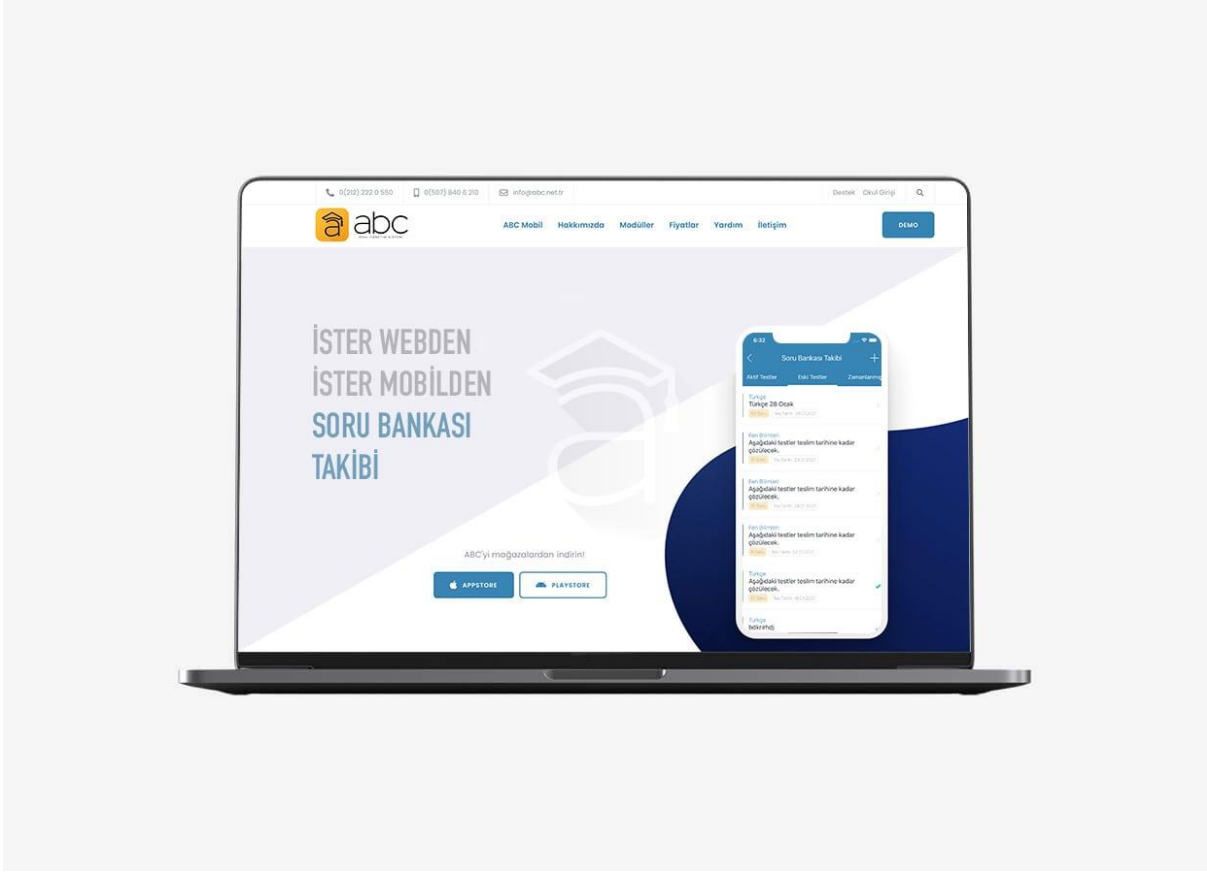 0(212) 222 0 550
0(507) 840 6 210
info@abc.net.tr
Destek Okul Girişi
abc
ABC Mobil Hakkımızda Modüller Fiyatlar Yardım İletişim
DEMO
İSTER WEBDEN
İSTER MOBİLDEN
SORU BANKASI
TAKİBİ
ABC'yi mağazalardan indirin!
APPSTORE
PLAYSTORE
6:32
Soru Bankası Takibi
Aktif Testler Eski Testler Zamanlanmış
Türkçe
Türkçe 28 Ocak
Fen Bilimleri
Aşağıdaki testler teslim tarihine kadar
çözülecek.
Fen Bilimleri
Aşağıdaki testler teslim tarihine kadar
çözülecek.
Fen Bilimleri
Aşağıdaki testler teslim tarihine kadar
çözülecek.
Türkçe
Aşağıdaki testler teslim tarihine kadar
çözülecek.
Türkçe